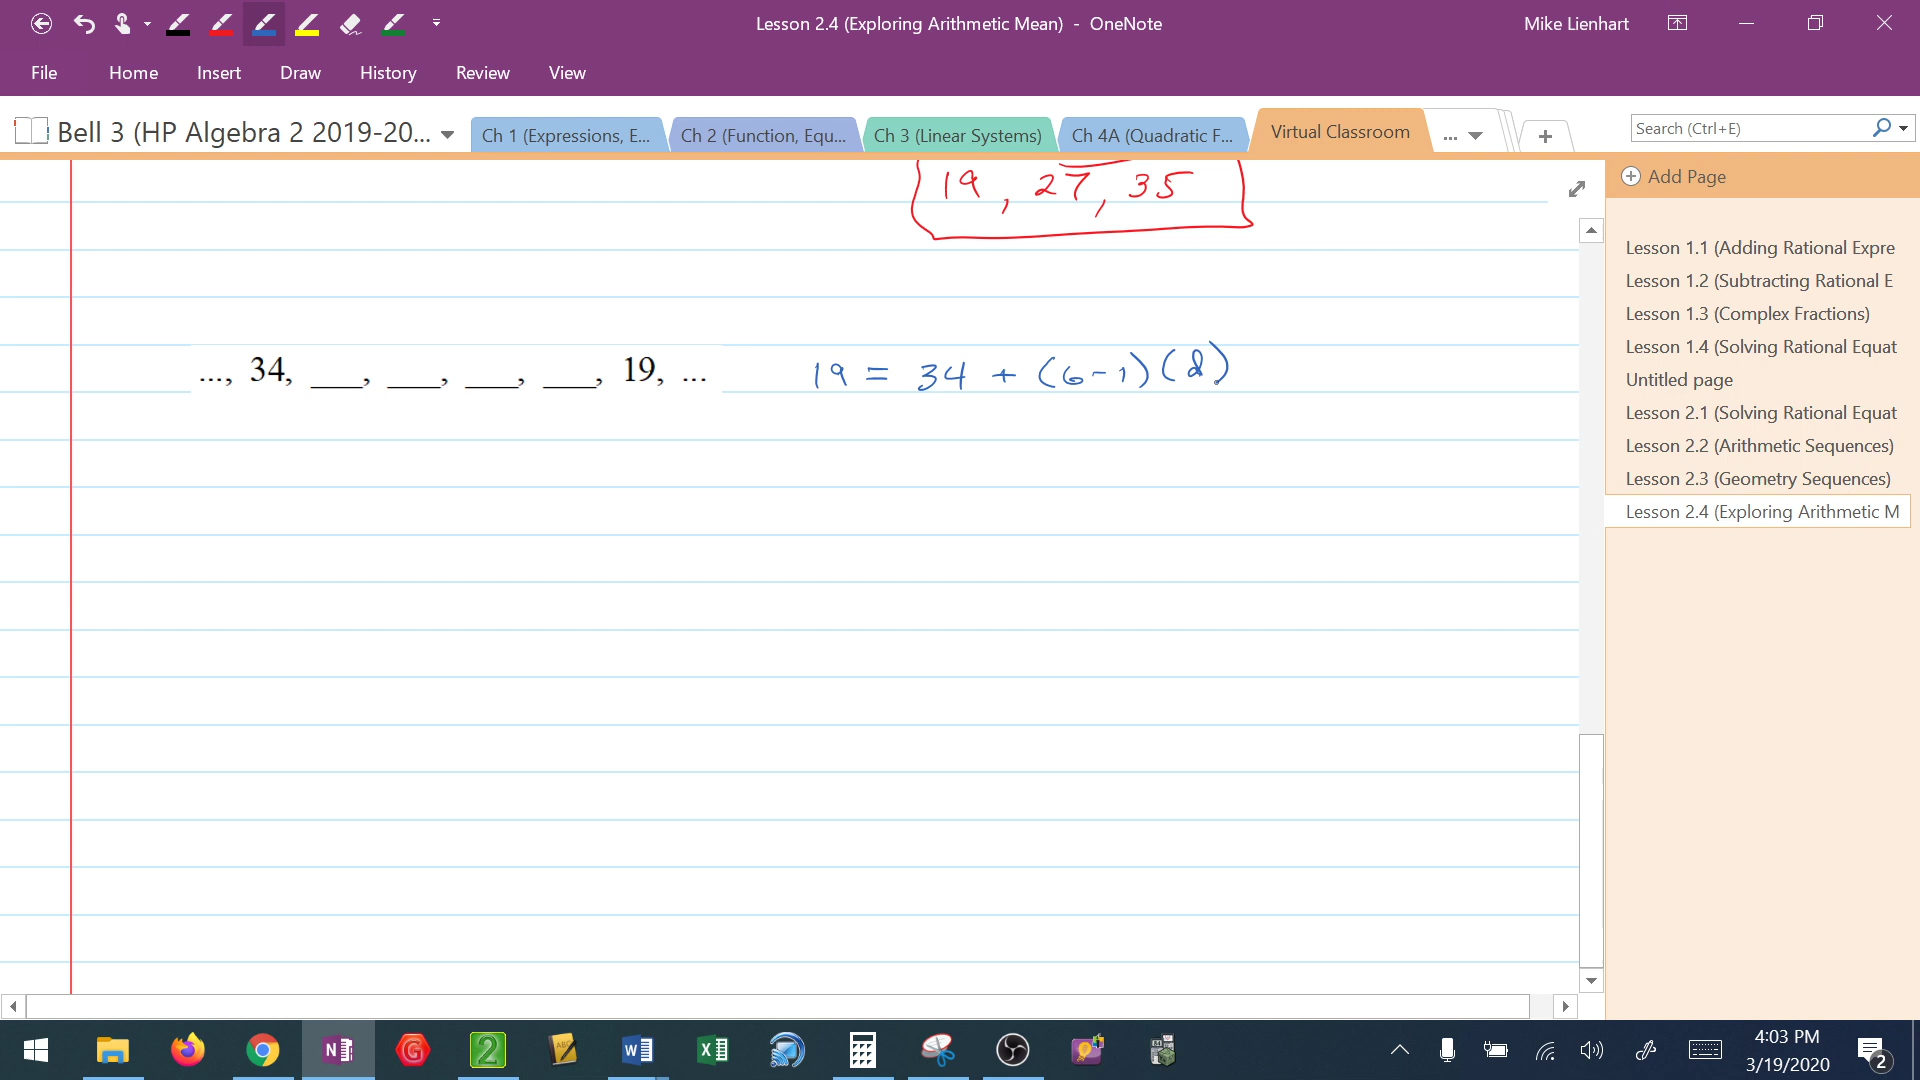 Lesson 2.4 (Exploring Arithmetic Mean) - OneNote
Mike Lienhart
File Home Insert Draw History Review View
Bell 3 (HP Algebra 2 2019-20...
Ch 1 (Expressions, E...
Ch 2 (Function, Equ...
Ch 3 (Linear Systems)
Ch 4A (Quadratic F...
Virtual Classroom
...
Search (Ctrl+E)
19, 27, 35
..., 34, ___, ___, ___, ___, 19, ...
19 = 34 + (6-1)(d)
Add Page
Lesson 1.1 (Adding Rational Expre
Lesson 1.2 (Subtracting Rational E
Lesson 1.3 (Complex Fractions)
Lesson 1.4 (Solving Rational Equat
Untitled page
Lesson 2.1 (Solving Rational Equat
Lesson 2.2 (Arithmetic Sequences)
Lesson 2.3 (Geometry Sequences)
Lesson 2.4 (Exploring Arithmetic M
4:03 PM
3/19/2020
2